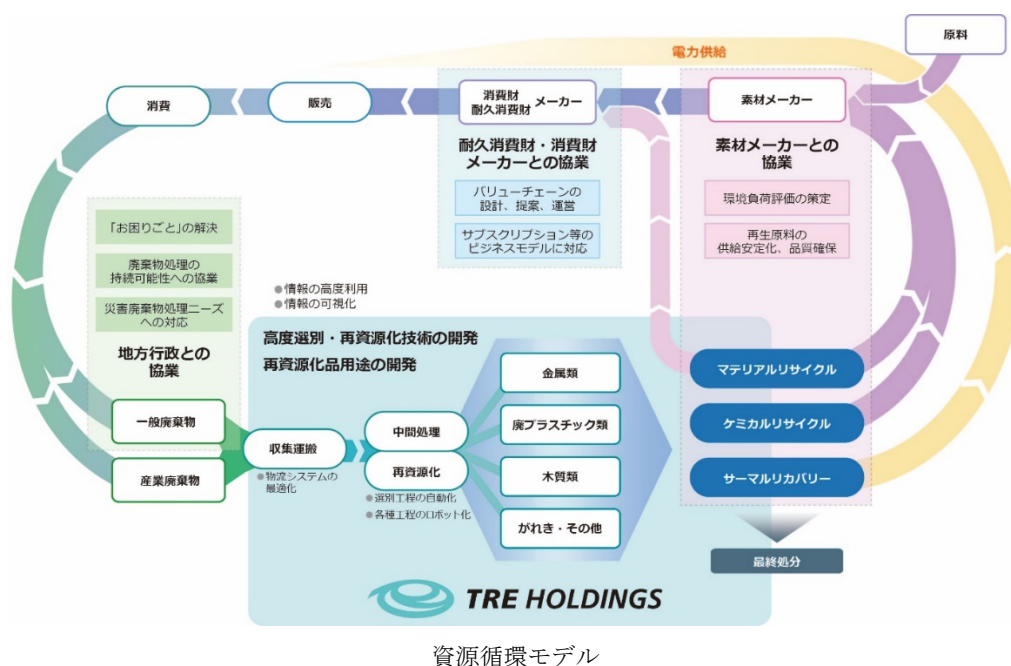 原料
電力供給
消費
販売
消費財
耐久消費財
メーカー
素材メーカー
耐久消費財・消費財
メーカーとの協業
バリューチェーンの
設計、提案、運営
サブスクリプション等の
ビジネスモデルに対応
素材メーカーとの
協業
環境負荷評価の策定
再生原料の
供給安定化、品質確保
「お困りごと」の解決
廃棄物処理の
持続可能性への協業
災害廃棄物処理ニーズ
への対応
地方行政との
協業
●情報の高度利用
●情報の可視化
高度選別・再資源化技術の開発
再資源化品用途の開発
一般廃棄物
産業廃棄物
収集運搬
●物流システムの
最適化
中間処理
再資源化
●選別工程の自動化
●各種工程のロボット化
金属類
廃プラスチック類
木質類
がれき・その他
マテリアルリサイクル
ケミカルリサイクル
サーマルリカバリー
最終処分
TRE HOLDINGS
資源循環モデル